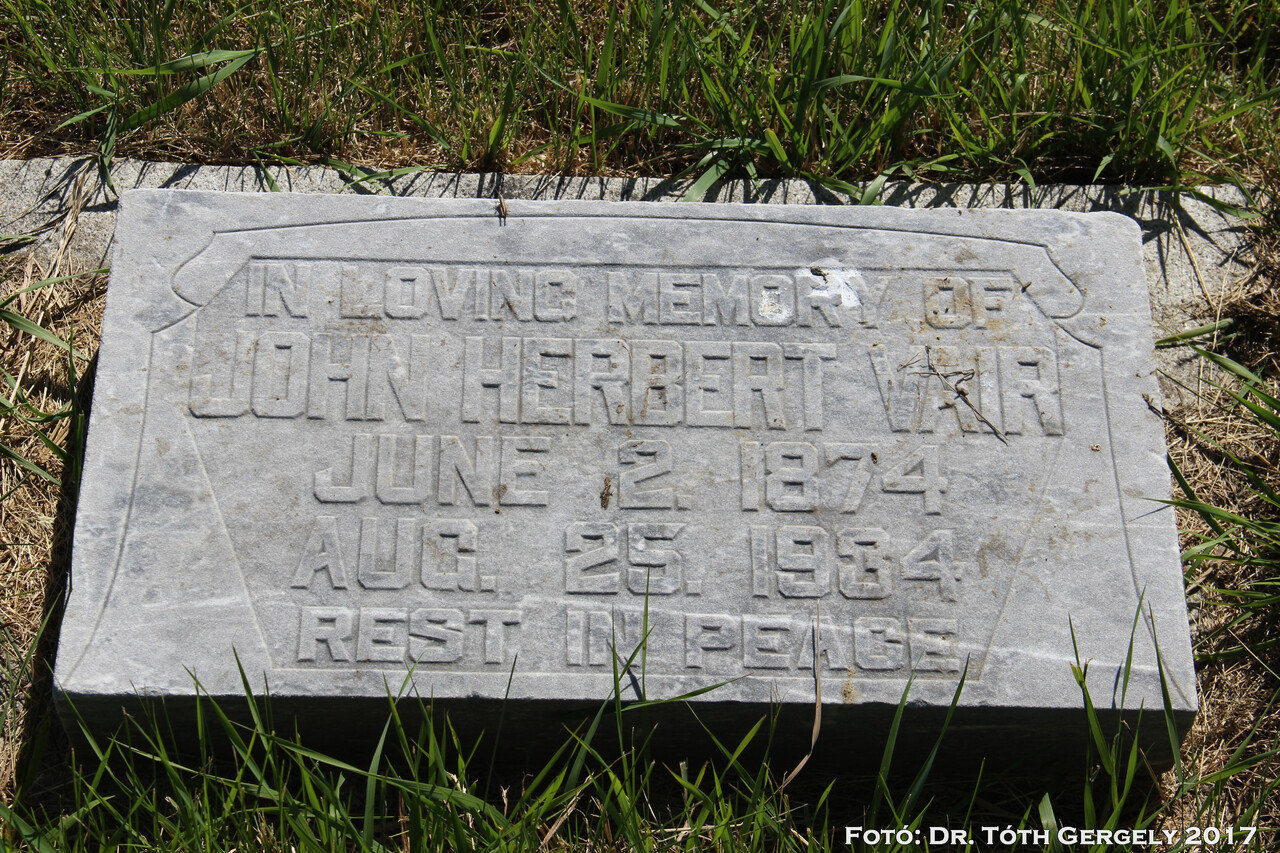 IN LOVING MEMORY OF
JOHN HERBERT VAIR
JUNE 2. 1874
AUG. 25. 1934
REST IN PEACE
FOTÓ: DR. TÓTH GERGELY 2017